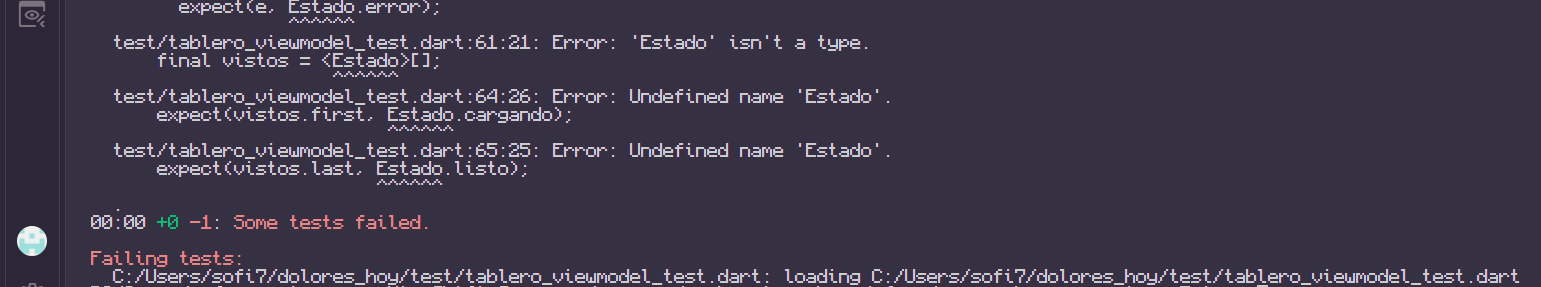 expect(e, Estado.error);
^^^^^^
test/tablero_viewmodel_test.dart:61:21: Error: 'Estado' isn't a type.
final vistos = <Estado>[];
^^^^^^
test/tablero_viewmodel_test.dart:64:26: Error: Undefined name 'Estado'.
expect(vistos.first, Estado.cargando);
^^^^^^
test/tablero_viewmodel_test.dart:65:25: Error: Undefined name 'Estado'.
expect(vistos.last, Estado.listo);
^^^^^^
.
00:00 +0 -1: Some tests failed.
Failing tests:
C:/Users/sofi7/dolores_hoy/test/tablero_viewmodel_test.dart: loading C:/Users/sofi7/dolores_hoy/test/tablero_viewmodel_test.dart